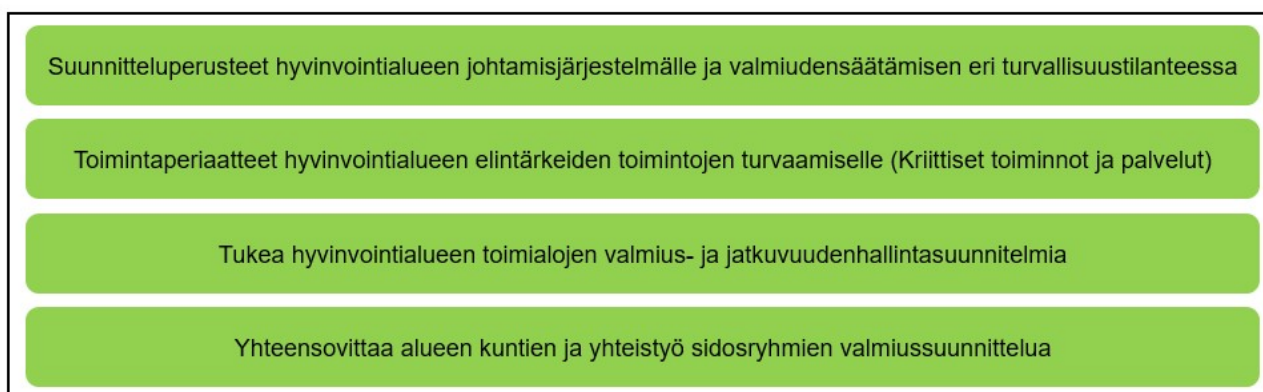 Suunnitteluperusteet hyvinvointialueen johtamisjärjestelmälle ja valmiudensäätämisen eri turvallisuustilanteessa
Toimintaperiaatteet hyvinvointialueen elintärkeiden toimintojen turvaamiselle (Kriittiset toiminnot ja palvelut)
Tukea hyvinvointialueen toimialojen valmius- ja jatkuvuudenhallintasuunnitelmia
Yhteensovittaa alueen kuntien ja yhteistyö sidosryhmien valmiussuunnittelua